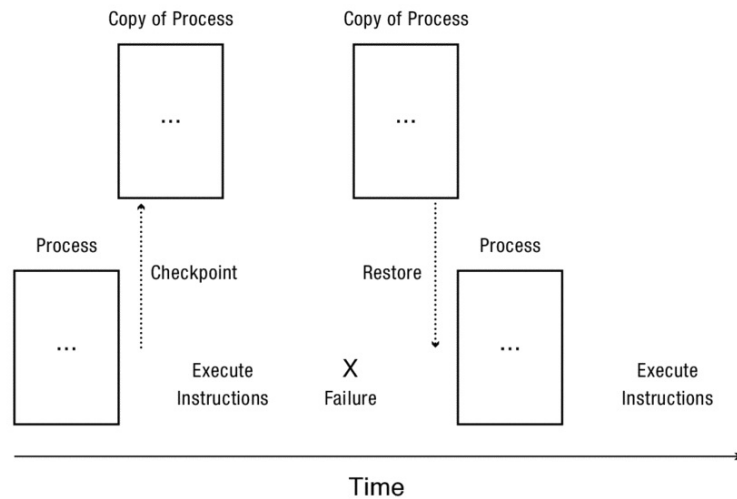 Copy of Process
Copy of Process
...
...
Process
Process
Checkpoint
Restore
...
...
Execute
Instructions
X
Failure
Execute
Instructions
Time